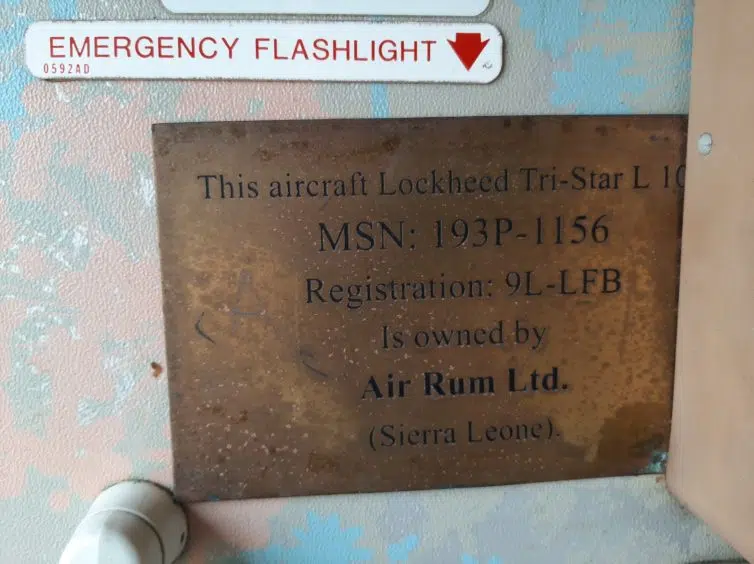 EMERGENCY FLASHLIGHT
0592AD
This aircraft Lockheed Tri-Star L 10
MSN: 193P-1156
Registration: 9L-LFB
Is owned by
Air Rum Ltd.
(Sierra Leone).